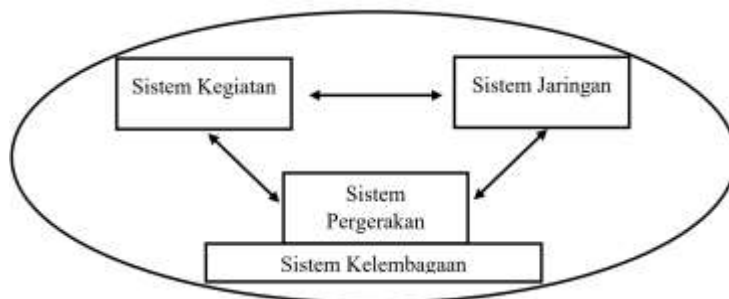 Sistem Kegiatan
Sistem Jaringan
Sistem
Pergerakan
Sistem Kelembagaan